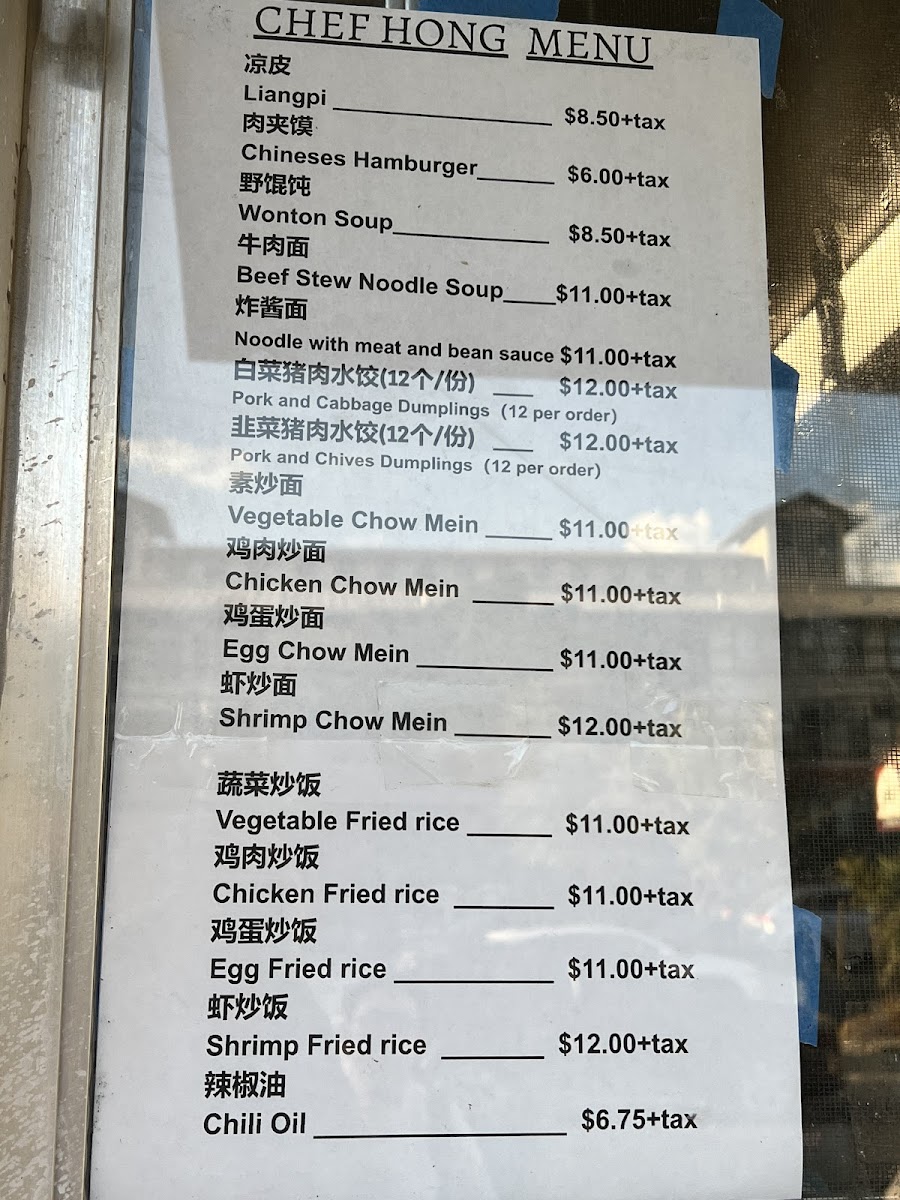 CHEF HONG MENU
凉皮
Liangpi $8.50+tax
肉夹馍
Chineses Hamburger $6.00+tax
野馄饨
Wonton Soup $8.50+tax
牛肉面
Beef Stew Noodle Soup $11.00+tax
炸酱面
Noodle with meat and bean sauce $11.00+tax
白菜猪肉水饺(12个/份) $12.00+tax
Pork and Cabbage Dumplings (12 per order)
韭菜猪肉水饺(12个/份) $12.00+tax
Pork and Chives Dumplings (12 per order)
素炒面
Vegetable Chow Mein $11.00+tax
鸡肉炒面
Chicken Chow Mein $11.00+tax
鸡蛋炒面
Egg Chow Mein $11.00+tax
虾炒面
Shrimp Chow Mein $12.00+tax
蔬菜炒饭
Vegetable Fried rice $11.00+tax
鸡肉炒饭
Chicken Fried rice $11.00+tax
鸡蛋炒饭
Egg Fried rice $11.00+tax
虾炒饭
Shrimp Fried rice $12.00+tax
辣椒油
Chili Oil $6.75+tax